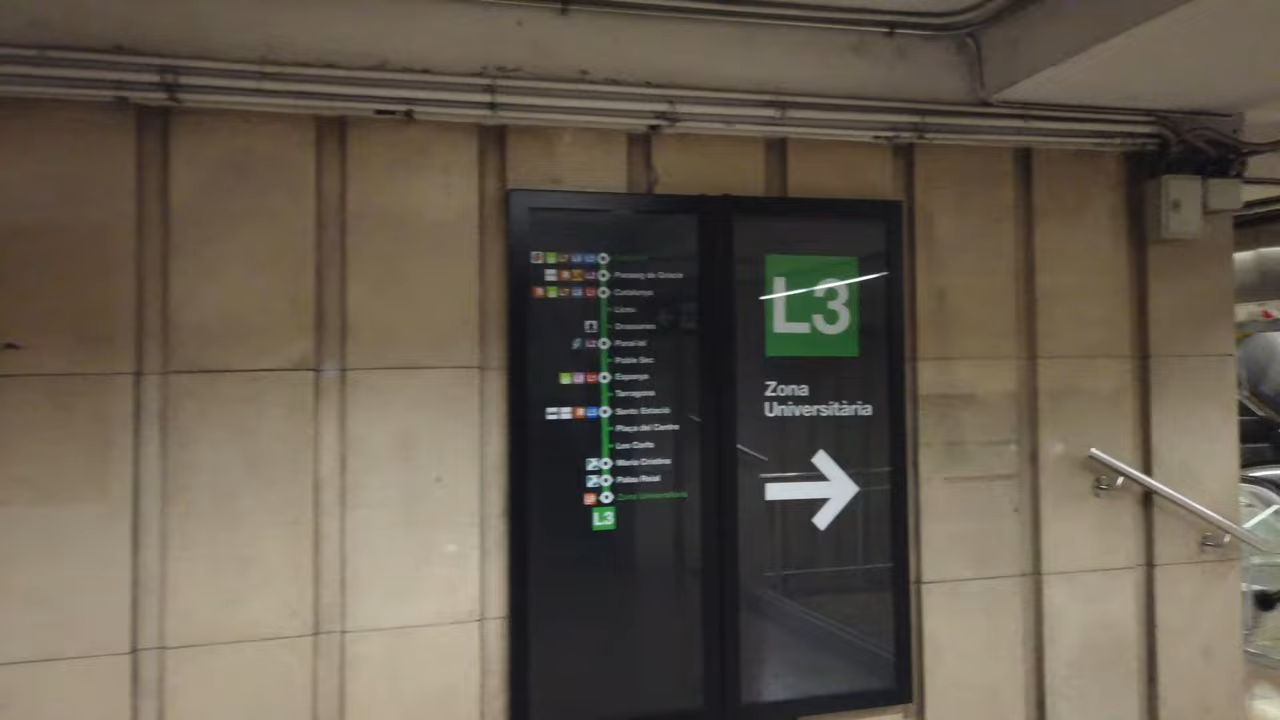 Passeig de Gràcia
Catalunya
Liceu
Drassanes
Paral·lel
Poble Sec
Espanya
Tarragona
Sants Estació
Plaça del Centre
Les Corts
Maria Cristina
Palau Reial
Zona Universitària
L3
L3
Zona
Universitària